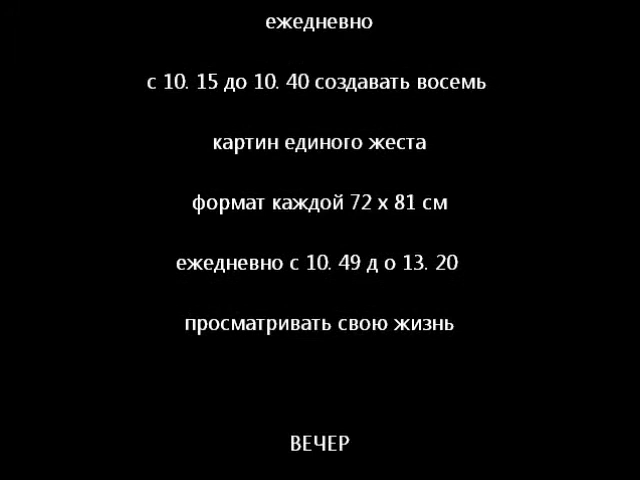 ежедневно
с 10. 15 до 10. 40 создавать восемь
картин единого жеста
формат каждой 72 х 81 см
ежедневно с 10. 49 д о 13. 20
просматривать свою жизнь
ВЕЧЕР